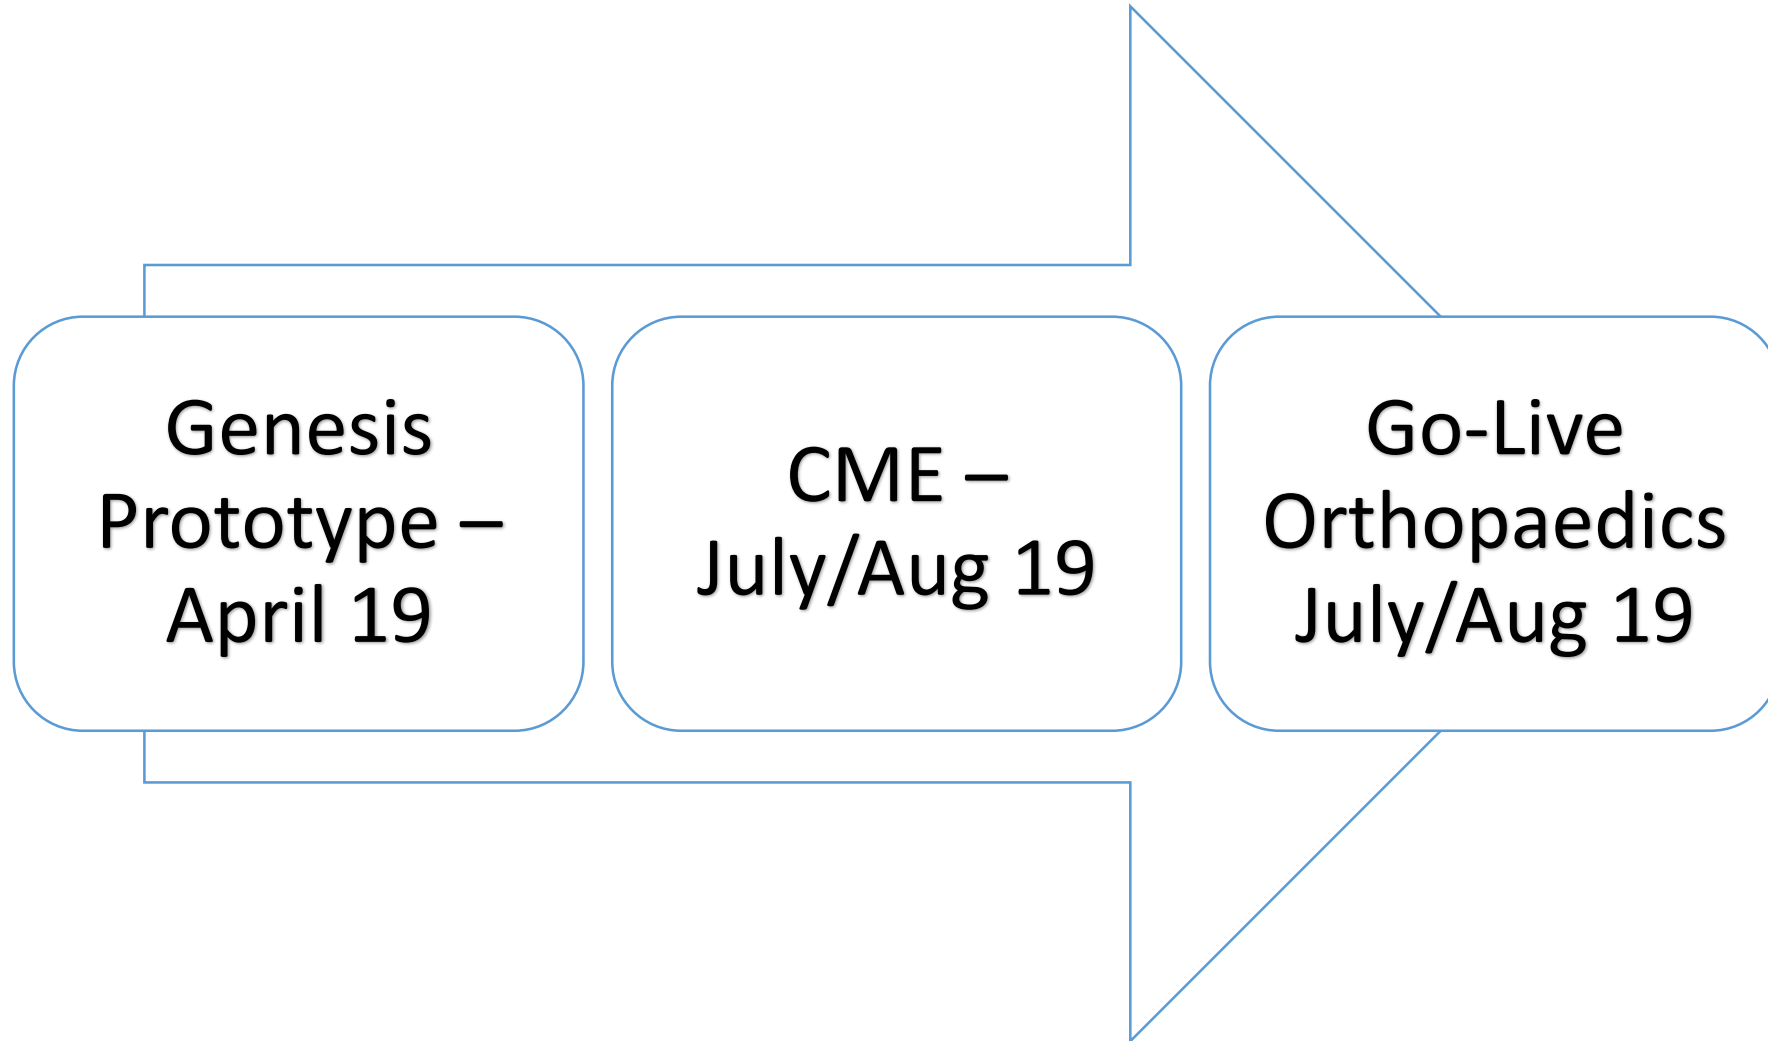 Genesis
Prototype –
April 19
CME –
July/Aug 19
Go-Live
Orthopaedics
July/Aug 19